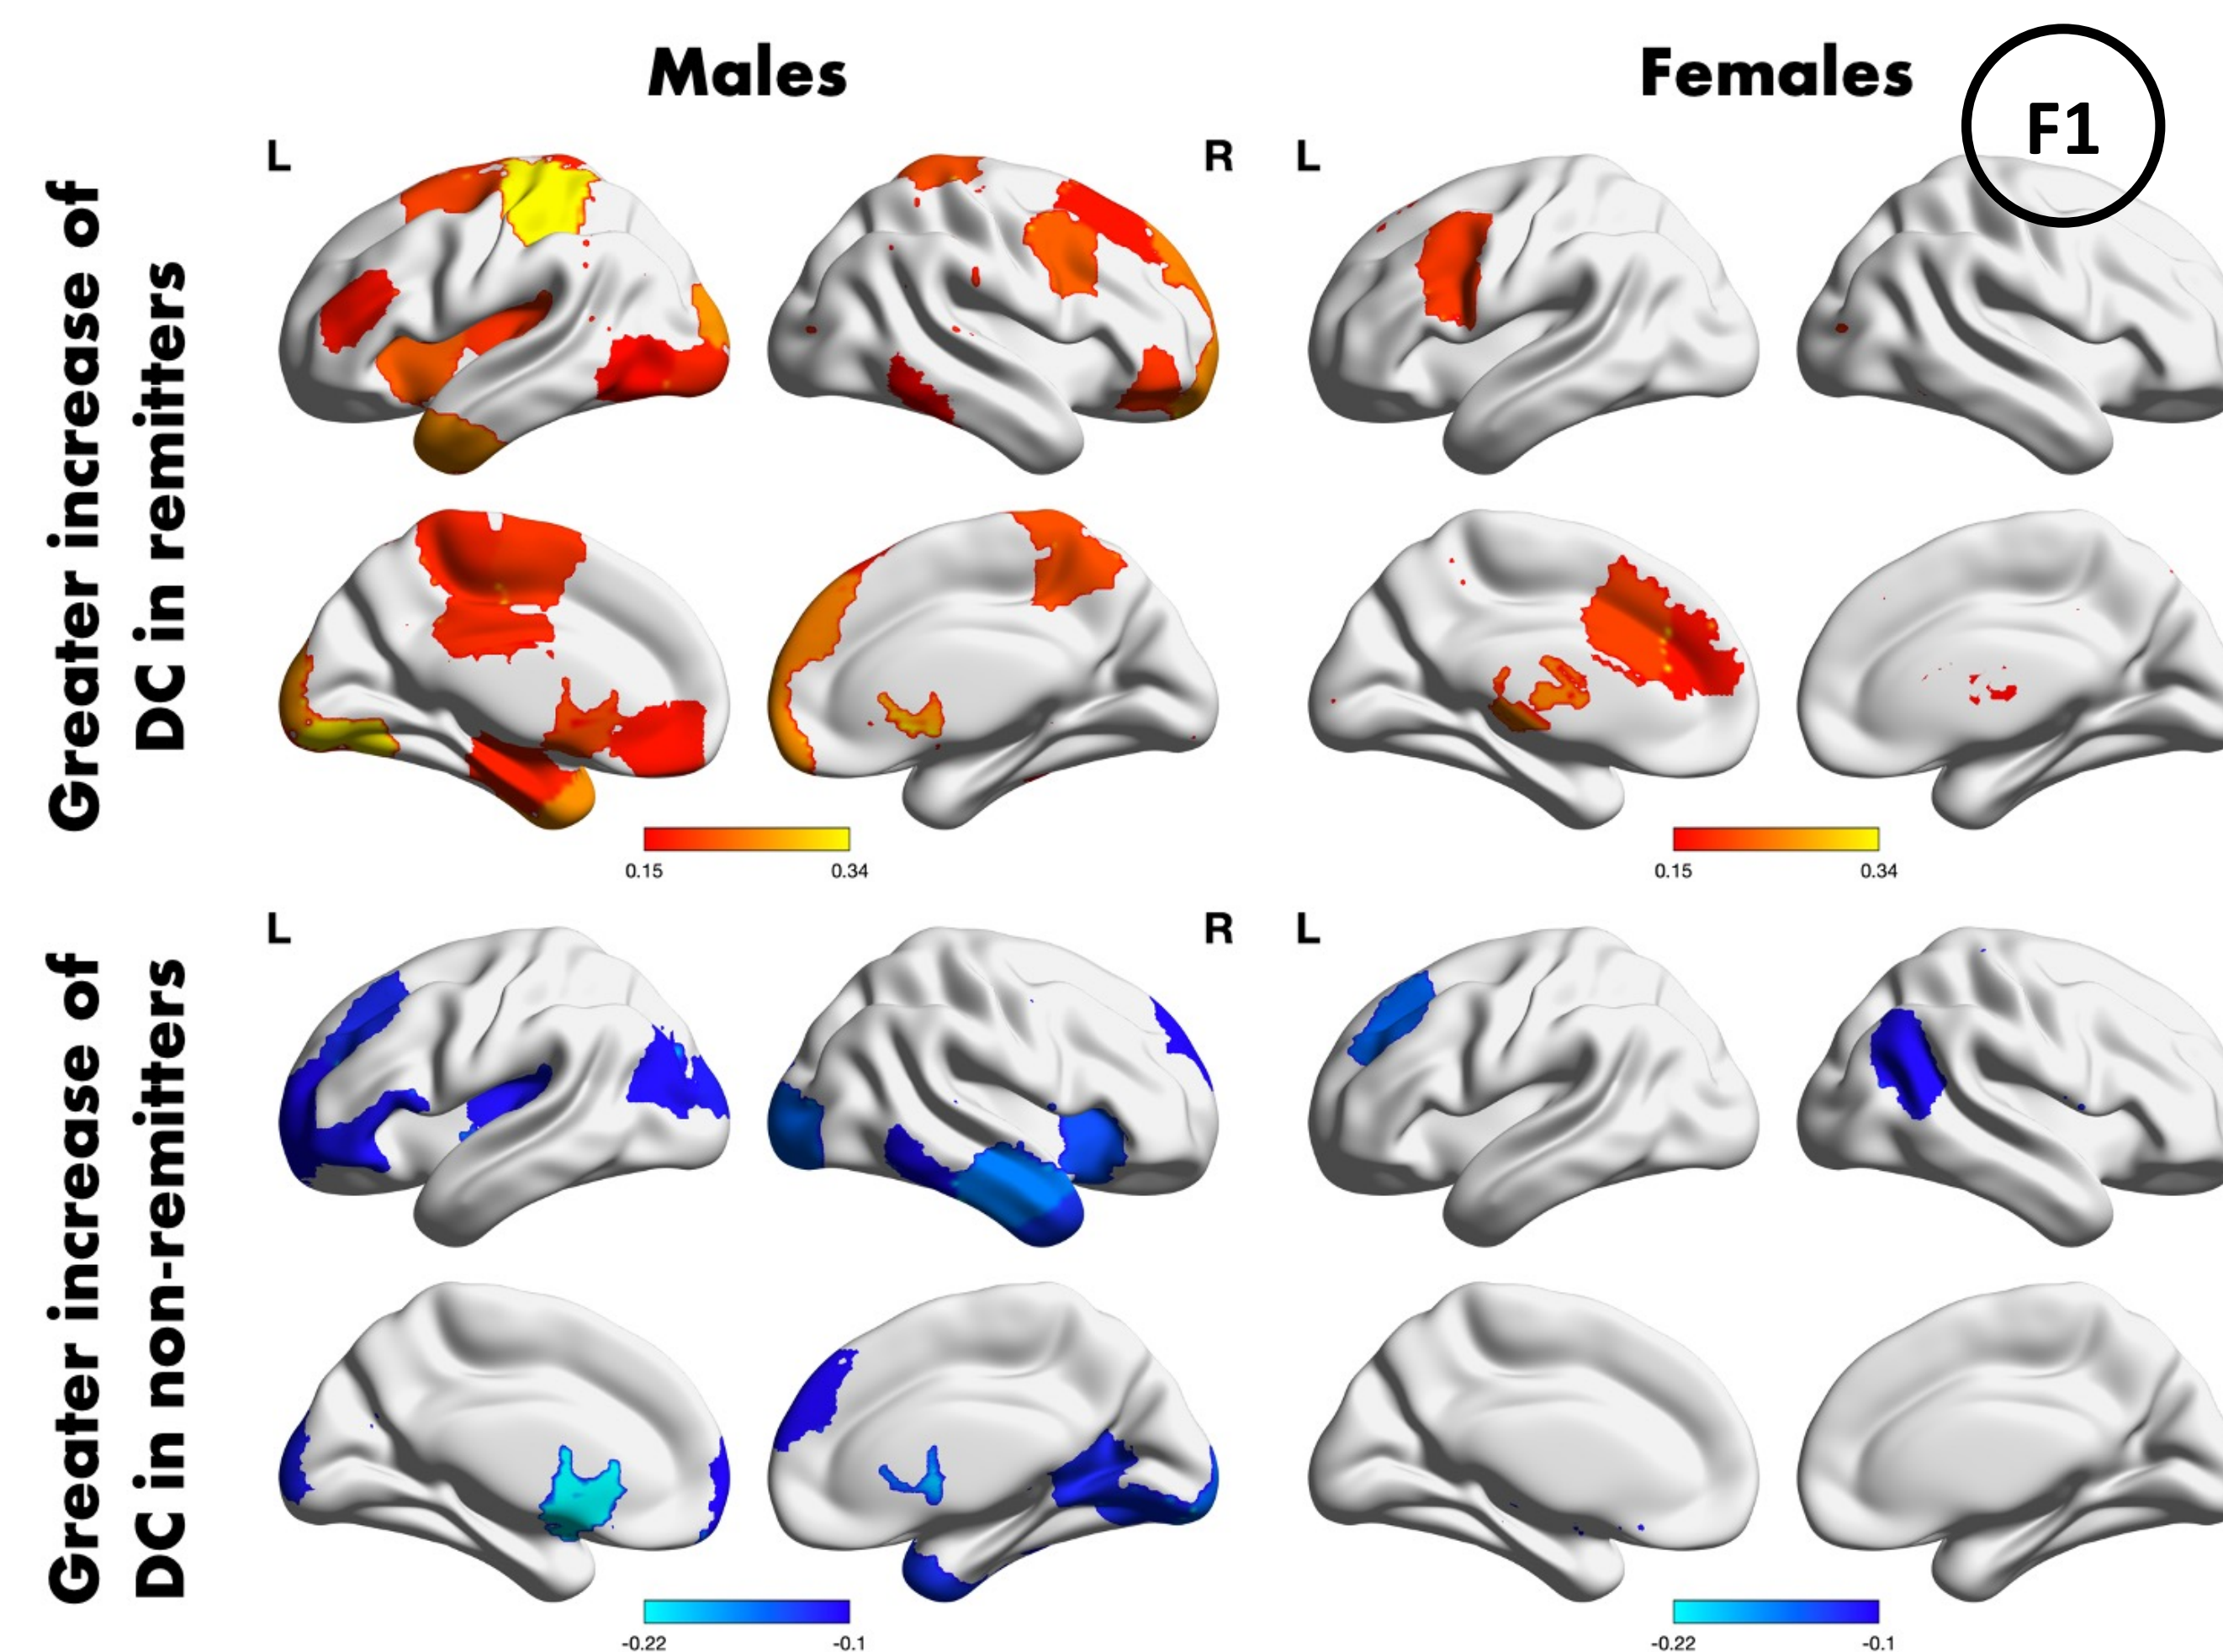 Males
Females
F1
L
R
L
Greater increase of
DC in remitters
0.15
0.34
0.15
0.34
L
R
L
Greater increase of
DC in non-remitters
-0.22
-0.1
-0.22
-0.1